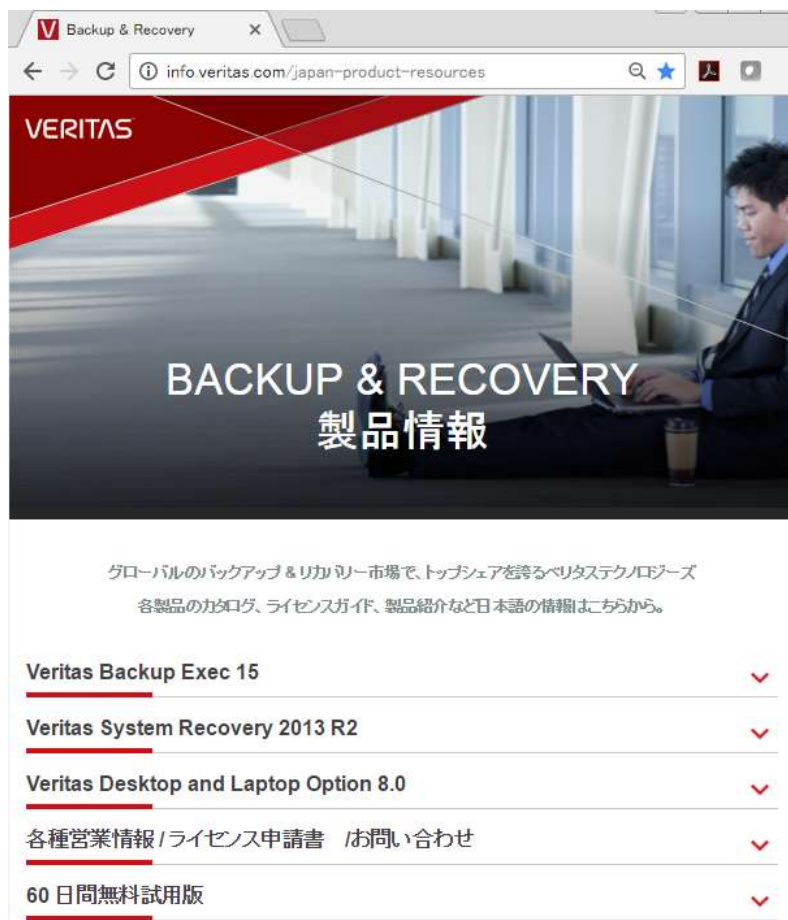 Backup & Recovery
info.veritas.com/japan-product-resources
VERITAS
BACKUP & RECOVERY
製品情報
グローバルのバックアップ & リカバリー市場で、トップシェアを誇るベリタステクノロジーズ
各製品のカタログ、ライセンスガイド、製品紹介など日本語の情報はこちらから。
Veritas Backup Exec 15
Veritas System Recovery 2013 R2
Veritas Desktop and Laptop Option 8.0
各種営業情報 / ライセンス申請書 /お問い合わせ
60 日間無料試用版